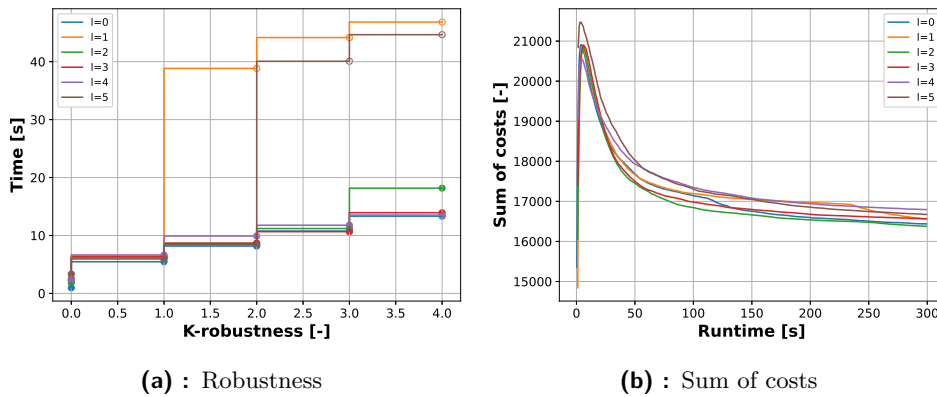 l=0
l=1
l=2
l=3
l=4
l=5
Time [s]
0
10
20
30
40
0.0 0.5 1.0 1.5 2.0 2.5 3.0 3.5 4.0
K-robustness [-]
(a) : Robustness
l=0
l=1
l=2
l=3
l=4
l=5
Sum of costs [-]
21000
20000
19000
18000
17000
16000
15000
0 50 100 150 200 250 300
Runtime [s]
(b) : Sum of costs